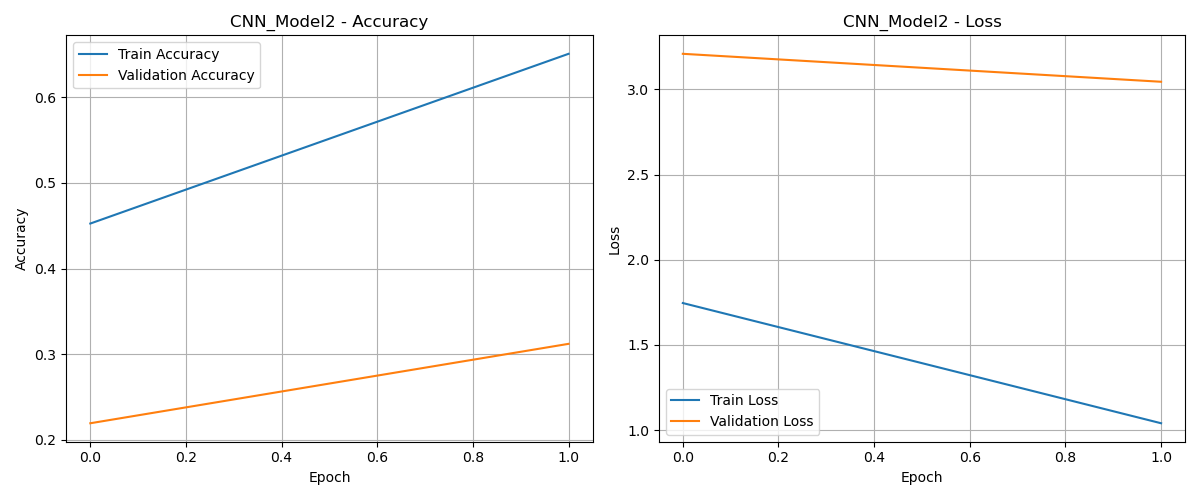 CNN_Model2 - Accuracy
Train Accuracy
Validation Accuracy
Accuracy
0.6
0.5
0.4
0.3
0.2
0.0 0.2 0.4 0.6 0.8 1.0
Epoch
CNN_Model2 - Loss
Loss
3.0
2.5
2.0
1.5
1.0
Train Loss
Validation Loss
0.0 0.2 0.4 0.6 0.8 1.0
Epoch